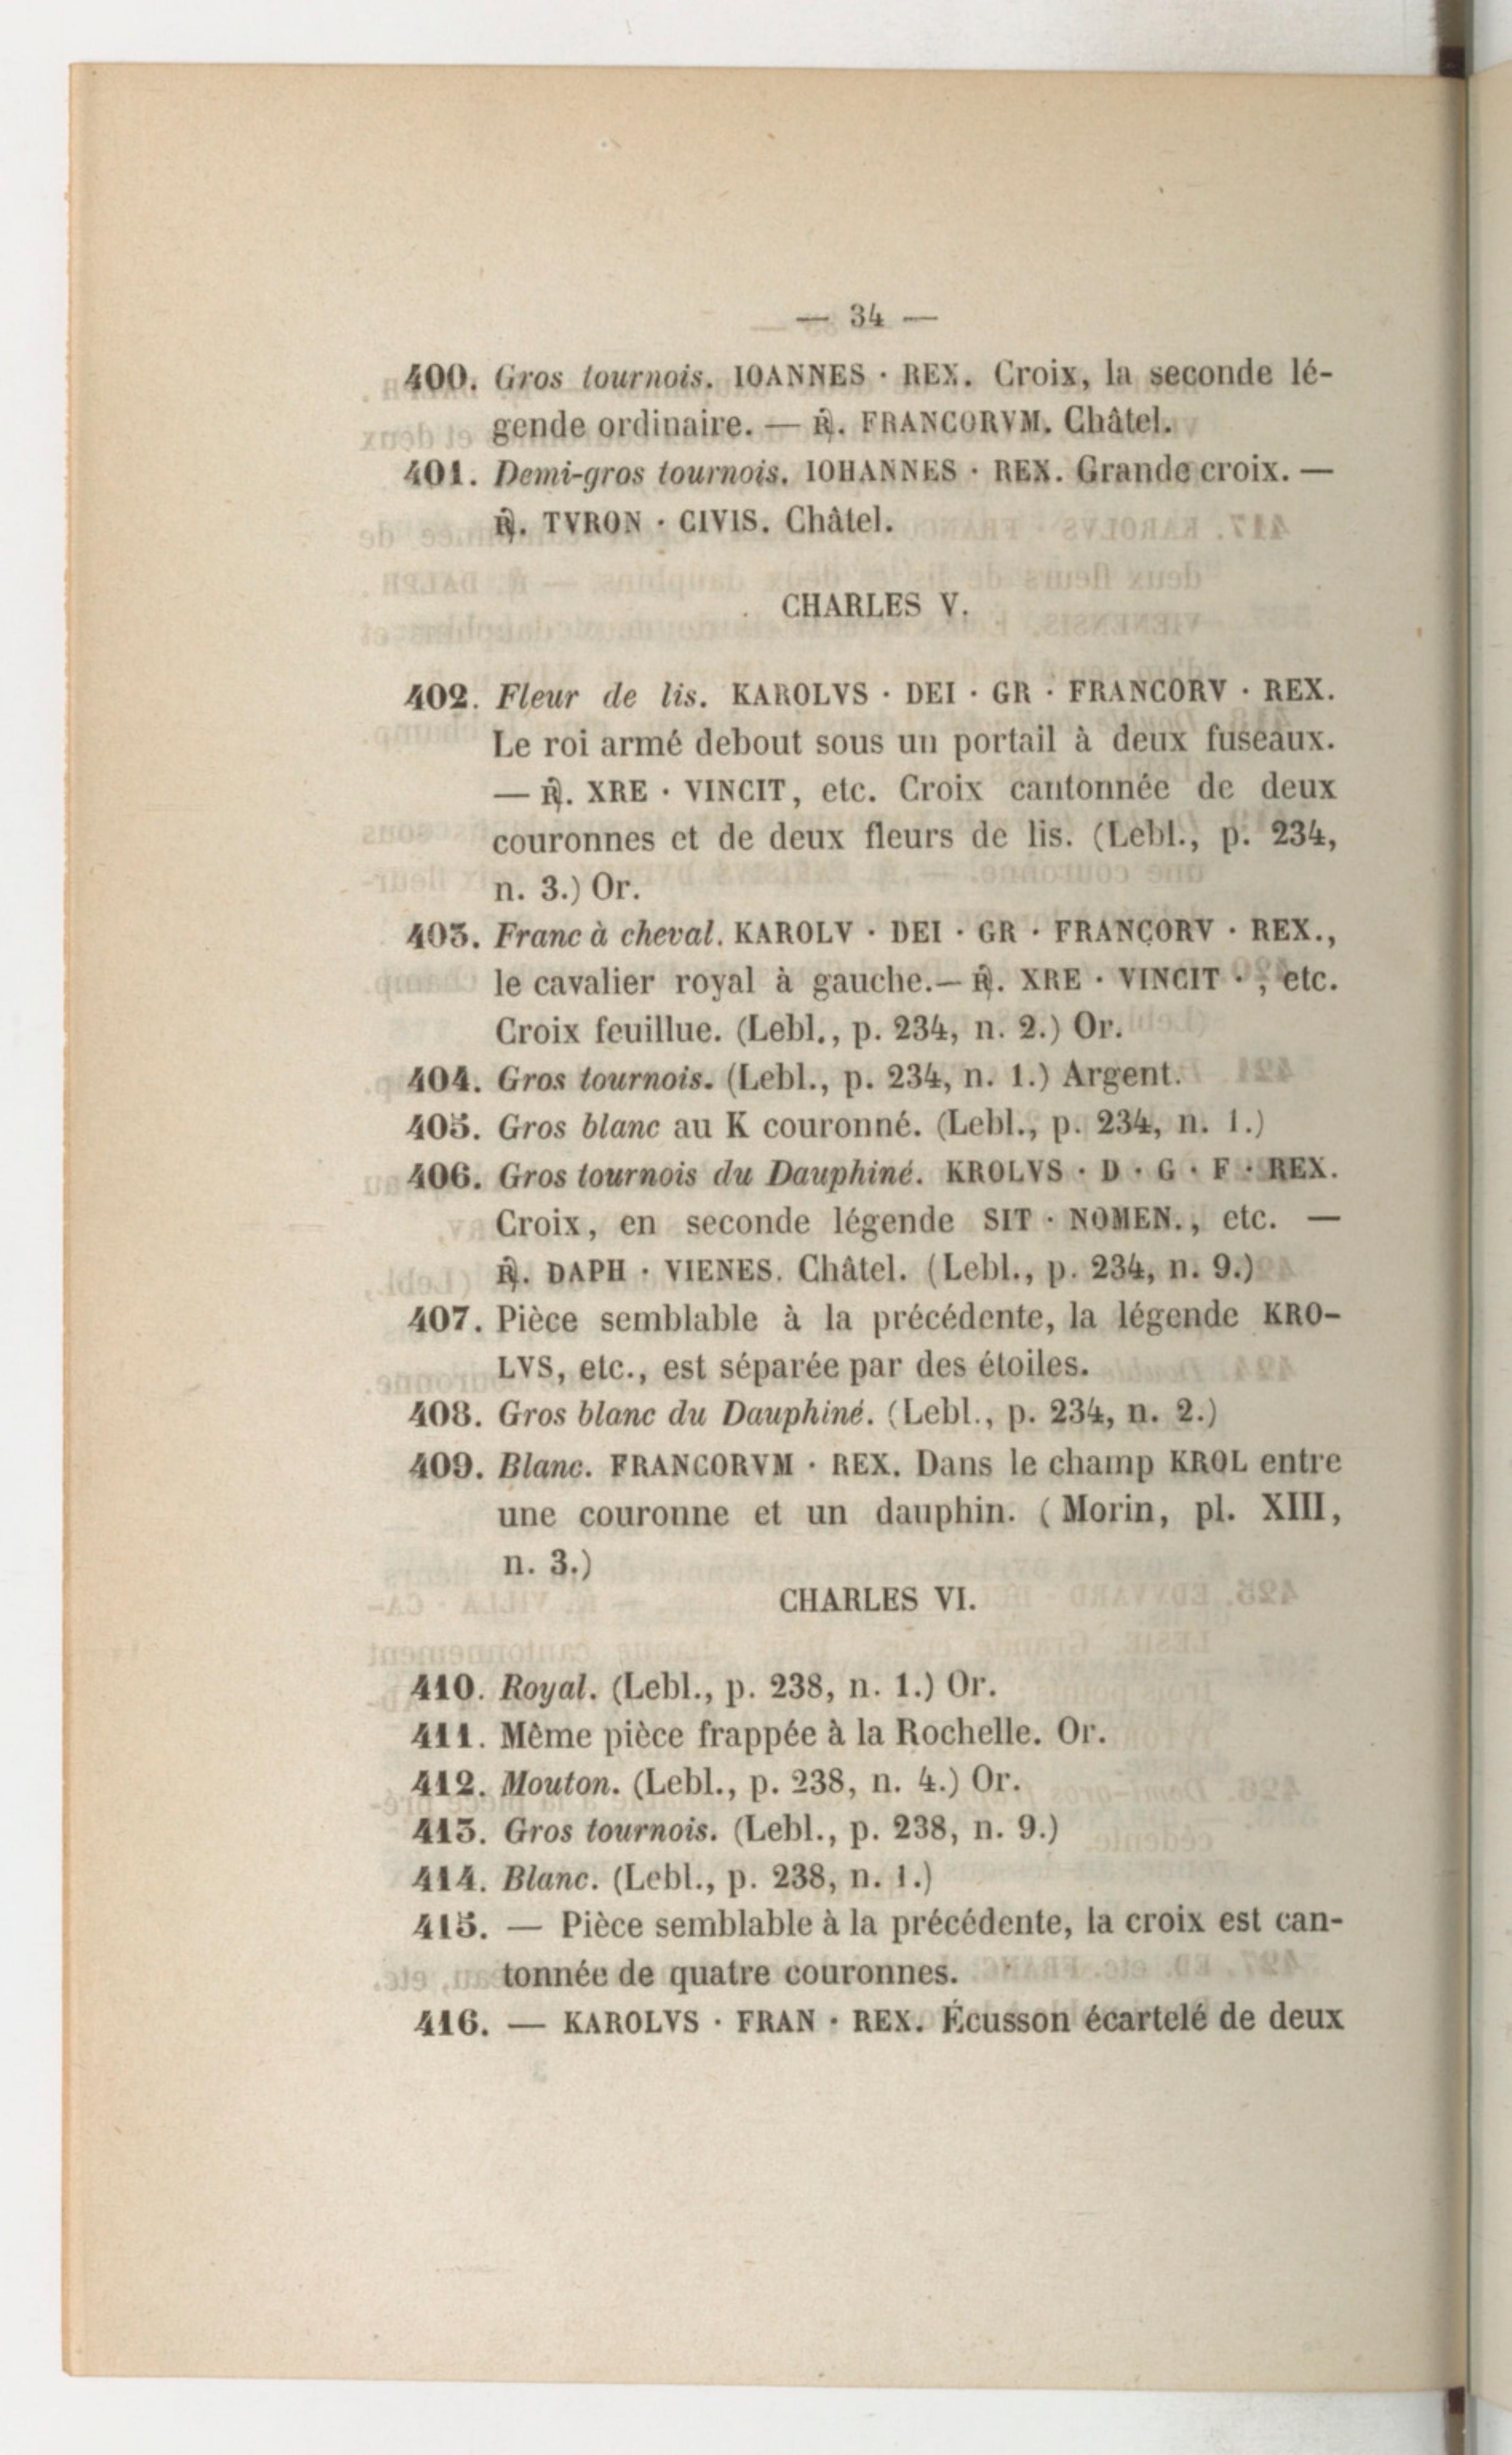 — 34 —
400. Gros tournois. IOANNES · REX. Croix, la seconde lé-
gende ordinaire. — ℟. FRANCORVM. Châtel.
401. Demi-gros tournois. IOHANNES · REX. Grande croix. —
℟. TVRON · CIVIS. Châtel.
CHARLES V.
402. Fleur de lis. KAROLVS · DEI · GR · FRANCORV · REX.
Le roi armé debout sous un portail à deux fuseaux.
— ℟. XRE · VINCIT, etc. Croix cantonnée de deux
couronnes et de deux fleurs de lis. (Lebl., p. 234,
n. 3.) Or.
403. Franc à cheval. KAROLV · DEI · GR · FRANCORV · REX.,
le cavalier royal à gauche.— ℟. XRE · VINCIT · , etc.
Croix feuillue. (Lebl., p. 234, n. 2.) Or.
404. Gros tournois. (Lebl., p. 234, n. 1.) Argent.
405. Gros blanc au K couronné. (Lebl., p. 234, n. 1.)
406. Gros tournois du Dauphiné. KROLVS · D · G · F · REX.
Croix, en seconde légende SIT · NOMEN., etc. —
℟. DAPH · VIENES. Châtel. (Lebl., p. 234, n. 9.)
407. Pièce semblable à la précédente, la légende KRO-
LVS, etc., est séparée par des étoiles.
408. Gros blanc du Dauphiné. (Lebl., p. 234, n. 2.)
409. Blanc. FRANCORVM · REX. Dans le champ KROL entre
une couronne et un dauphin. (Morin, pl. XIII,
n. 3.)
CHARLES VI.
410. Royal. (Lebl., p. 238, n. 1.) Or.
411. Même pièce frappée à la Rochelle. Or.
412. Mouton. (Lebl., p. 238, n. 4.) Or.
413. Gros tournois. (Lebl., p. 238, n. 9.)
414. Blanc. (Lebl., p. 238, n. 1.)
415. — Pièce semblable à la précédente, la croix est can-
tonnée de quatre couronnes.
416. — KAROLVS · FRAN · REX. Écusson écartelé de deux